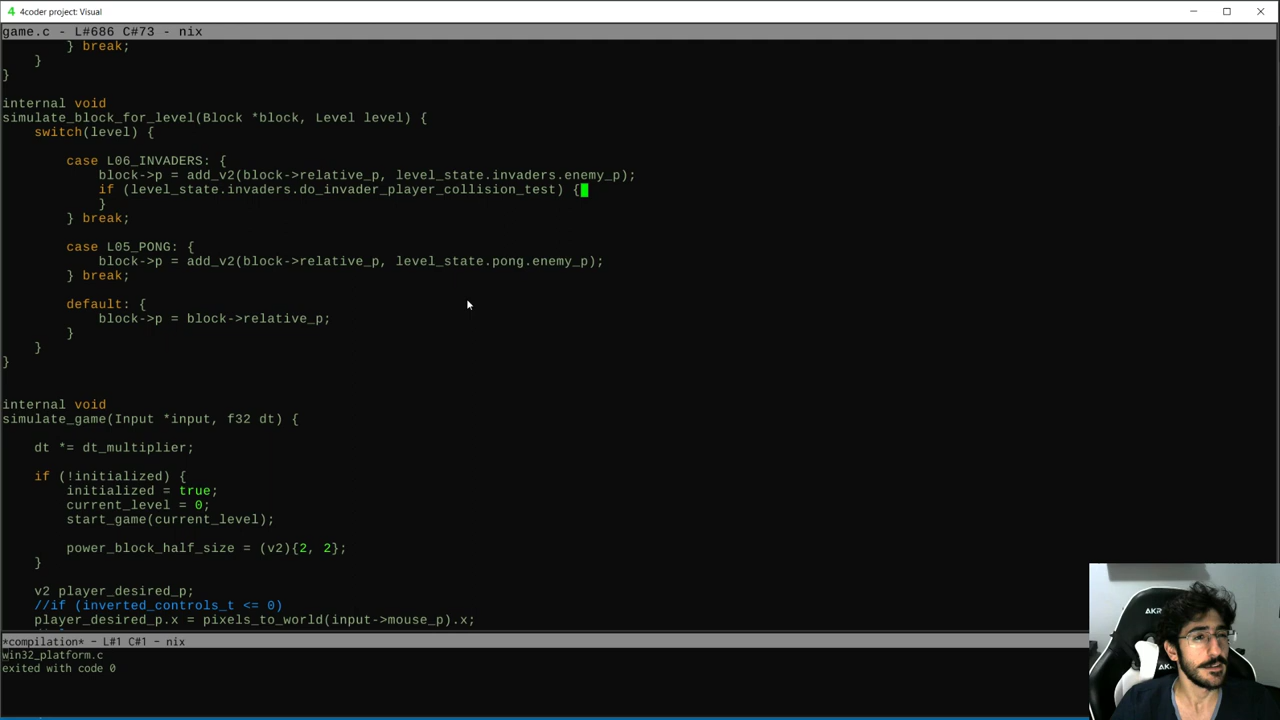 4 4coder project: Visual
game.c - L#686 C#73 - nix
} break;
}
}
internal void
simulate_block_for_level(Block *block, Level level) {
switch(level) {
case L06_INVADERS: {
block->p = add_v2(block->relative_p, level_state.invaders.enemy_p);
if (level_state.invaders.do_invader_player_collision_test) {
}
} break;
case L05_PONG: {
block->p = add_v2(block->relative_p, level_state.pong.enemy_p);
} break;
default: {
block->p = block->relative_p;
}
}
}
internal void
simulate_game(Input *input, f32 dt) {
dt *= dt_multiplier;
if (!initialized) {
initialized = true;
current_level = 0;
start_game(current_level);
power_block_half_size = (v2){2, 2};
}
v2 player_desired_p;
//if (inverted_controls_t <= 0)
player_desired_p.x = pixels_to_world(input->mouse_p).x;
*compilation* - L#1 C#1 - nix
win32_platform.c
exited with code 0